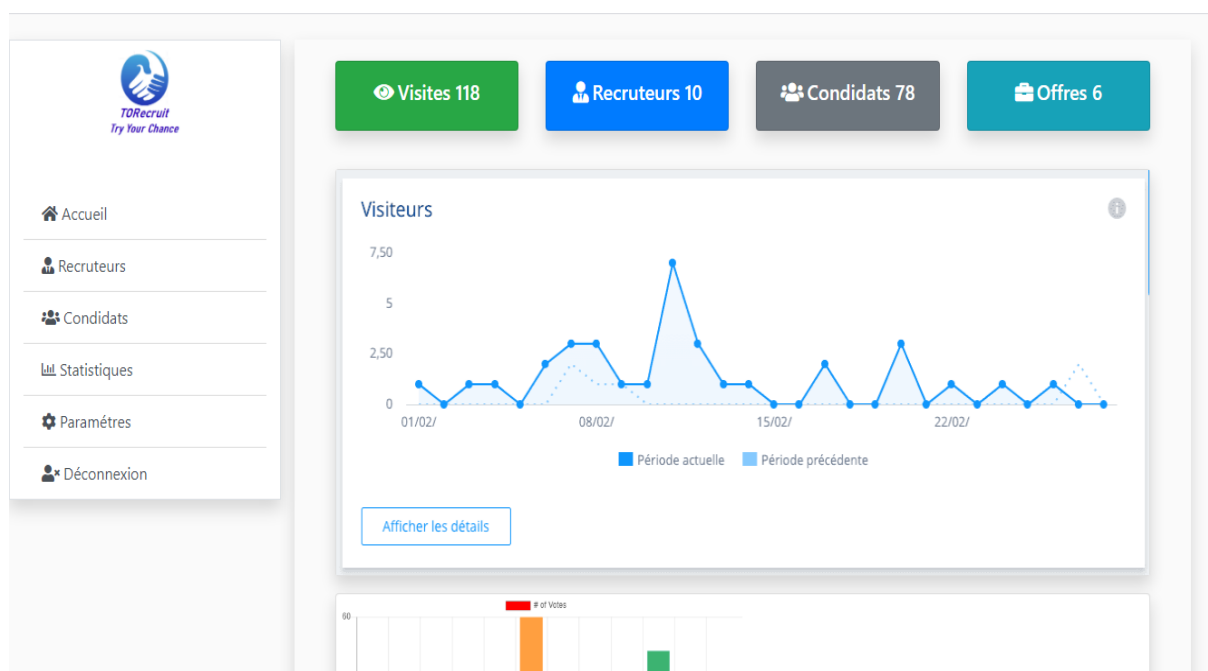 TORecruit
Try Your Chance
Accueil
Recruteurs
Condidats
Statistiques
Paramétres
Déconnexion
Visites 118
Recruteurs 10
Condidats 78
Offres 6
Visiteurs
7,50
5
2,50
0
01/02/
08/02/
15/02/
22/02/
Période actuelle
Période précédente
Afficher les détails
# of Votes
60